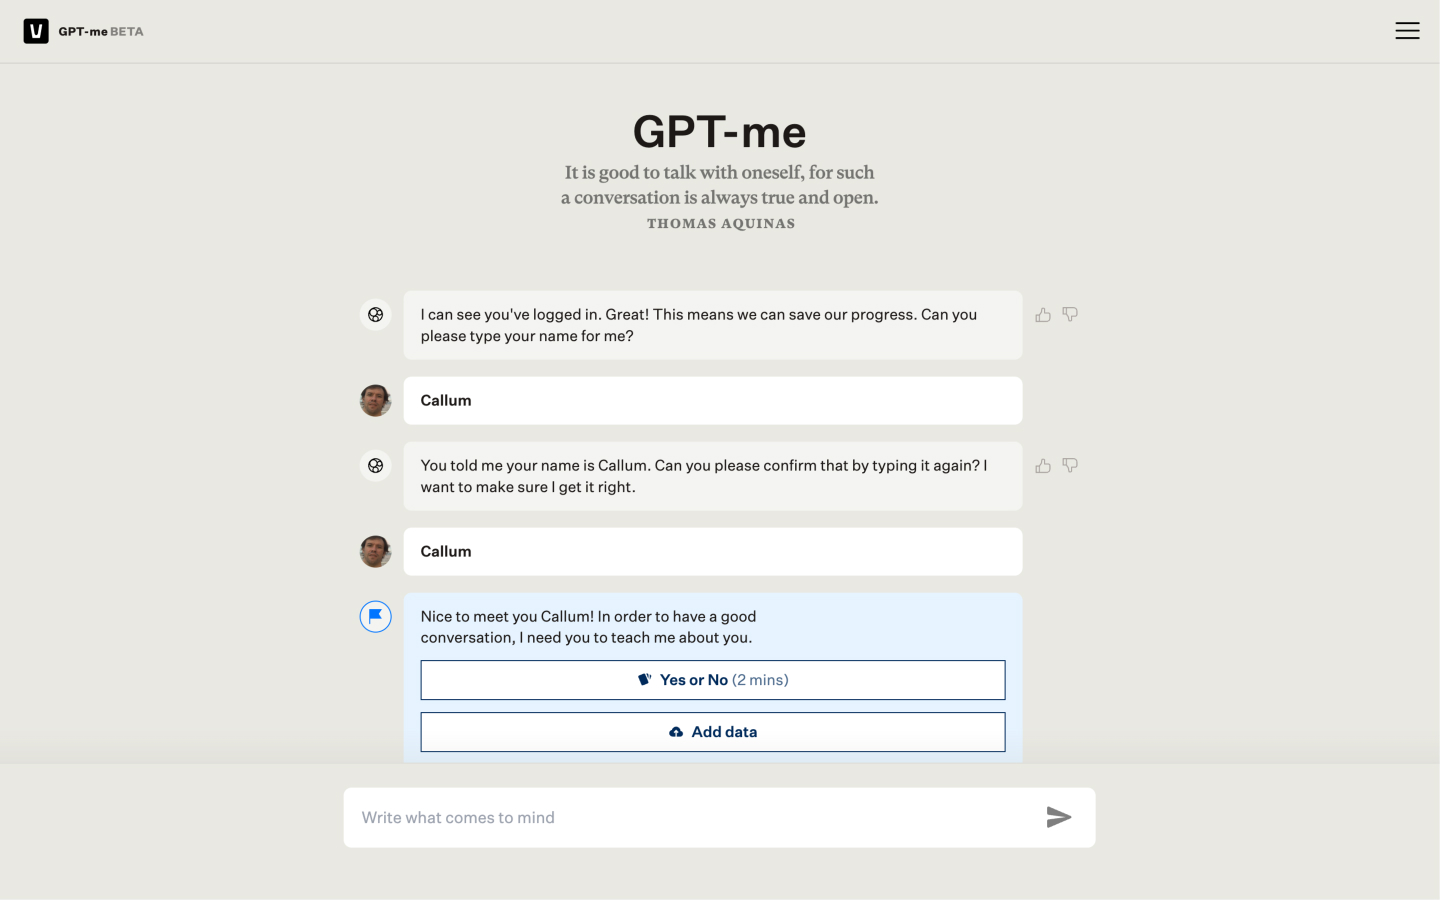 GPT-me BETA
GPT-me
It is good to talk with oneself, for such
a conversation is always true and open.
THOMAS AQUINAS
I can see you've logged in. Great! This means we can save our progress. Can you
please type your name for me?
Callum
You told me your name is Callum. Can you please confirm that by typing it again? I
want to make sure I get it right.
Callum
Nice to meet you Callum! In order to have a good
conversation, I need you to teach me about you.
Yes or No (2 mins)
Add data
Write what comes to mind